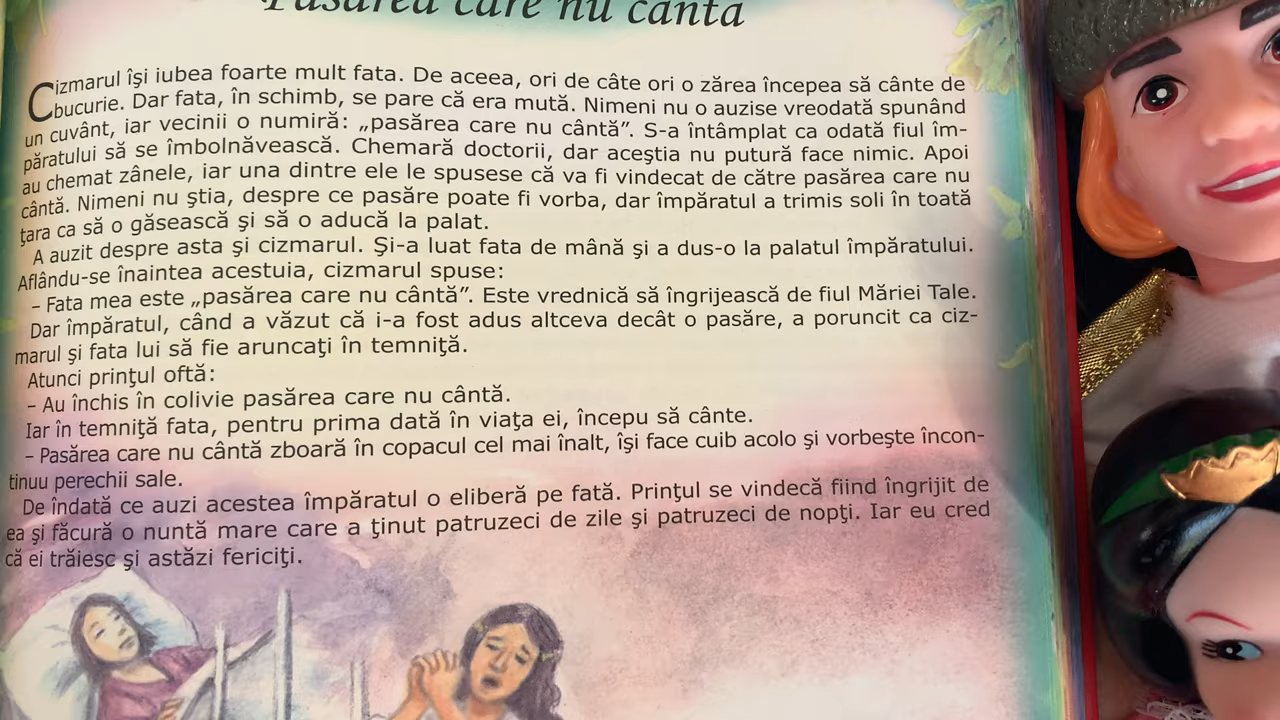 Pasărea care nu cântă
Cizmarul îşi iubea foarte mult fata. De aceea, ori de câte ori o zărea începea să cânte de
bucurie. Dar fata, în schimb, se pare că era mută. Nimeni nu o auzise vreodată spunând
un cuvânt, iar vecinii o numiră: „pasărea care nu cântă”. S-a întâmplat ca odată fiul îm-
păratului să se îmbolnăvească. Chemară doctorii, dar aceştia nu putură face nimic. Apoi
au chemat zânele, iar una dintre ele le spusese că va fi vindecat de către pasărea care nu
cântă. Nimeni nu ştia, despre ce pasăre poate fi vorba, dar împăratul a trimis soli în toată
ţara ca să o găsească şi să o aducă la palat.
A auzit despre asta şi cizmarul. Şi-a luat fata de mână şi a dus-o la palatul împăratului.
Aflându-se înaintea acestuia, cizmarul spuse:
– Fata mea este „pasărea care nu cântă”. Este vrednică să îngrijească de fiul Măriei Tale.
Dar împăratul, când a văzut că i-a fost adus altceva decât o pasăre, a poruncit ca ciz-
marul şi fata lui să fie aruncaţi în temniţă.
Atunci prinţul oftă:
– Au închis în colivie pasărea care nu cântă.
Iar în temniţă fata, pentru prima dată în viaţa ei, începu să cânte.
– Pasărea care nu cântă zboară în copacul cel mai înalt, îşi face cuib acolo şi vorbeşte încon-
tinuu perechii sale.
De îndată ce auzi acestea împăratul o eliberă pe fată. Prinţul se vindecă fiind îngrijit de
ea şi făcură o nuntă mare care a ţinut patruzeci de zile şi patruzeci de nopţi. Iar eu cred
că ei trăiesc şi astăzi fericiţi.